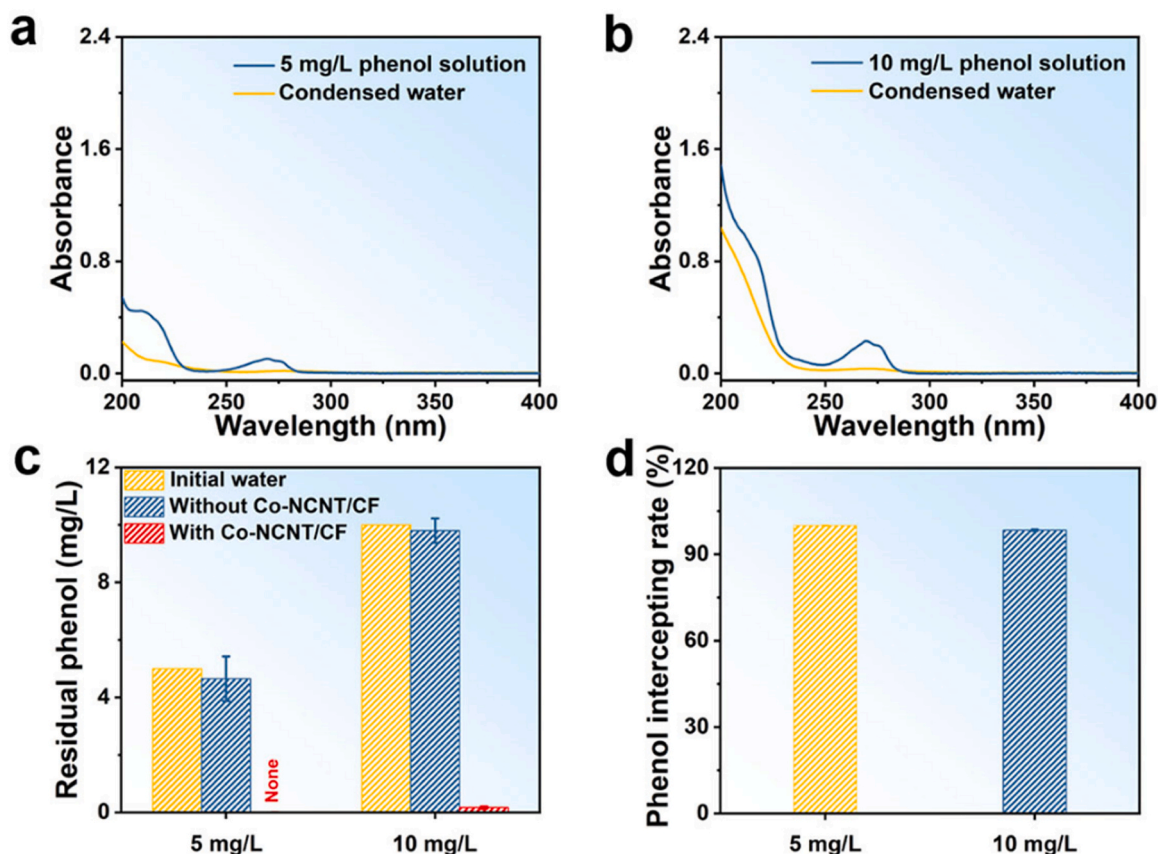 a
2.4
1.6
0.8
0.0
Absorbance
5 mg/L phenol solution
Condensed water
200 250 300 350 400
Wavelength (nm)
b
2.4
1.6
0.8
0.0
Absorbance
10 mg/L phenol solution
Condensed water
200 250 300 350 400
Wavelength (nm)
c
12
8
4
0
Residual phenol (mg/L)
Initial water
Without Co-NCNT/CF
With Co-NCNT/CF
None
5 mg/L 10 mg/L
d
120
90
60
30
0
Phenol intercepting rate (%)
5 mg/L 10 mg/L